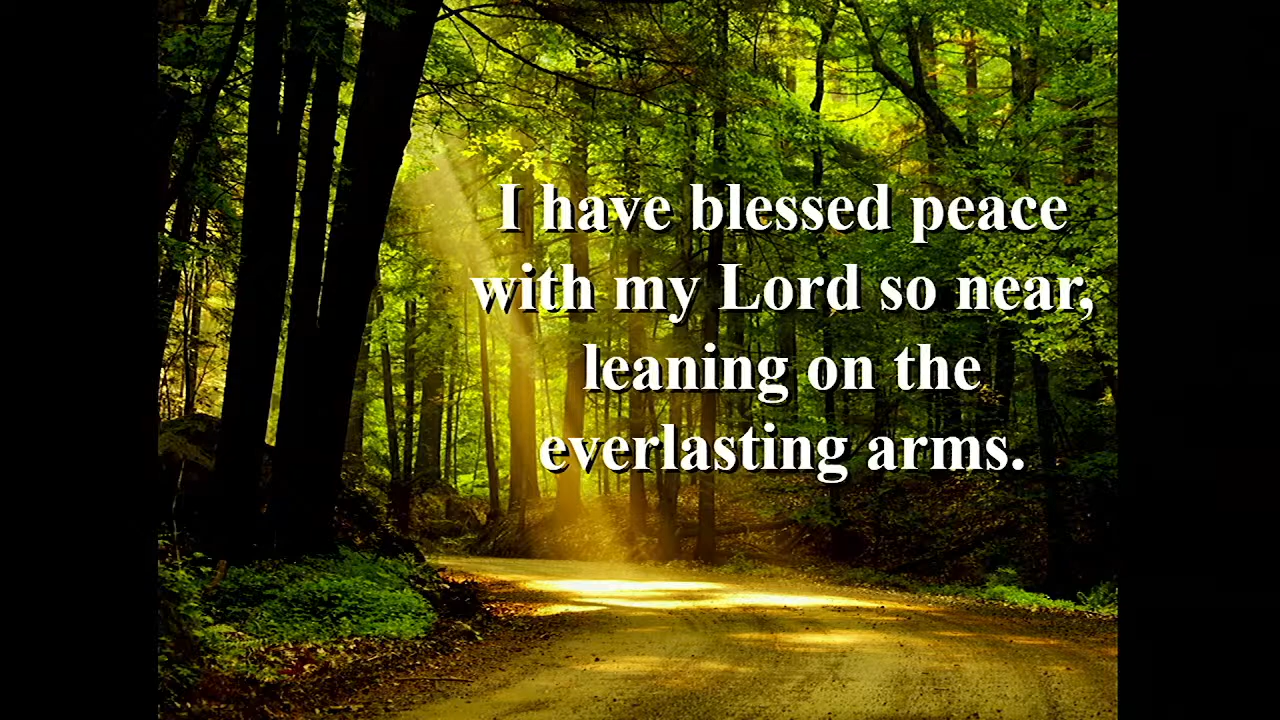 I have blessed peace
with my Lord so near,
leaning on the
everlasting arms.